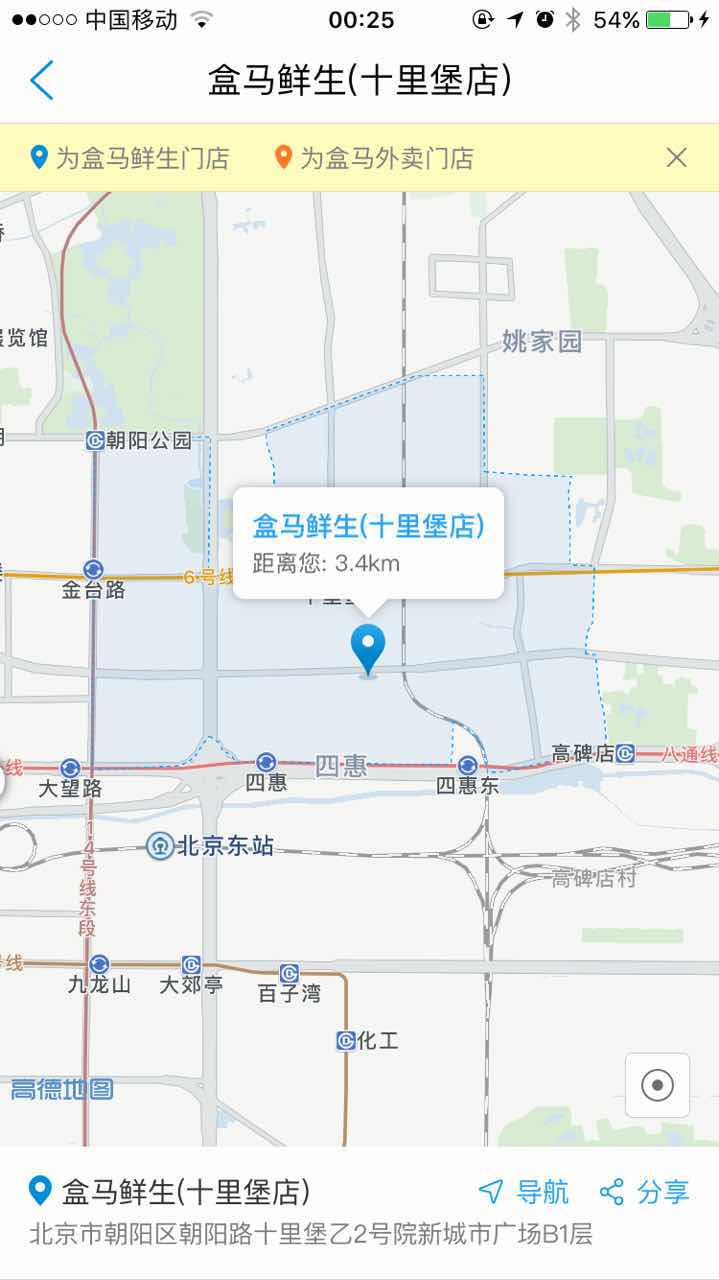 中国移动
00:25
54%
盒马鲜生(十里堡店)
为盒马鲜生门店
为盒马外卖门店
览馆
姚家园
朝阳公园
盒马鲜生(十里堡店)
距离您: 3.4km
金台路
6号线
高碑店
八通线
线
大望路
四惠
四惠
四惠东
14号线东段
北京东站
高碑店村
号线
九龙山
大郊亭
百子湾
化工
高德地图
盒马鲜生(十里堡店)
导航
分享
北京市朝阳区朝阳路十里堡乙2号院新城市广场B1层